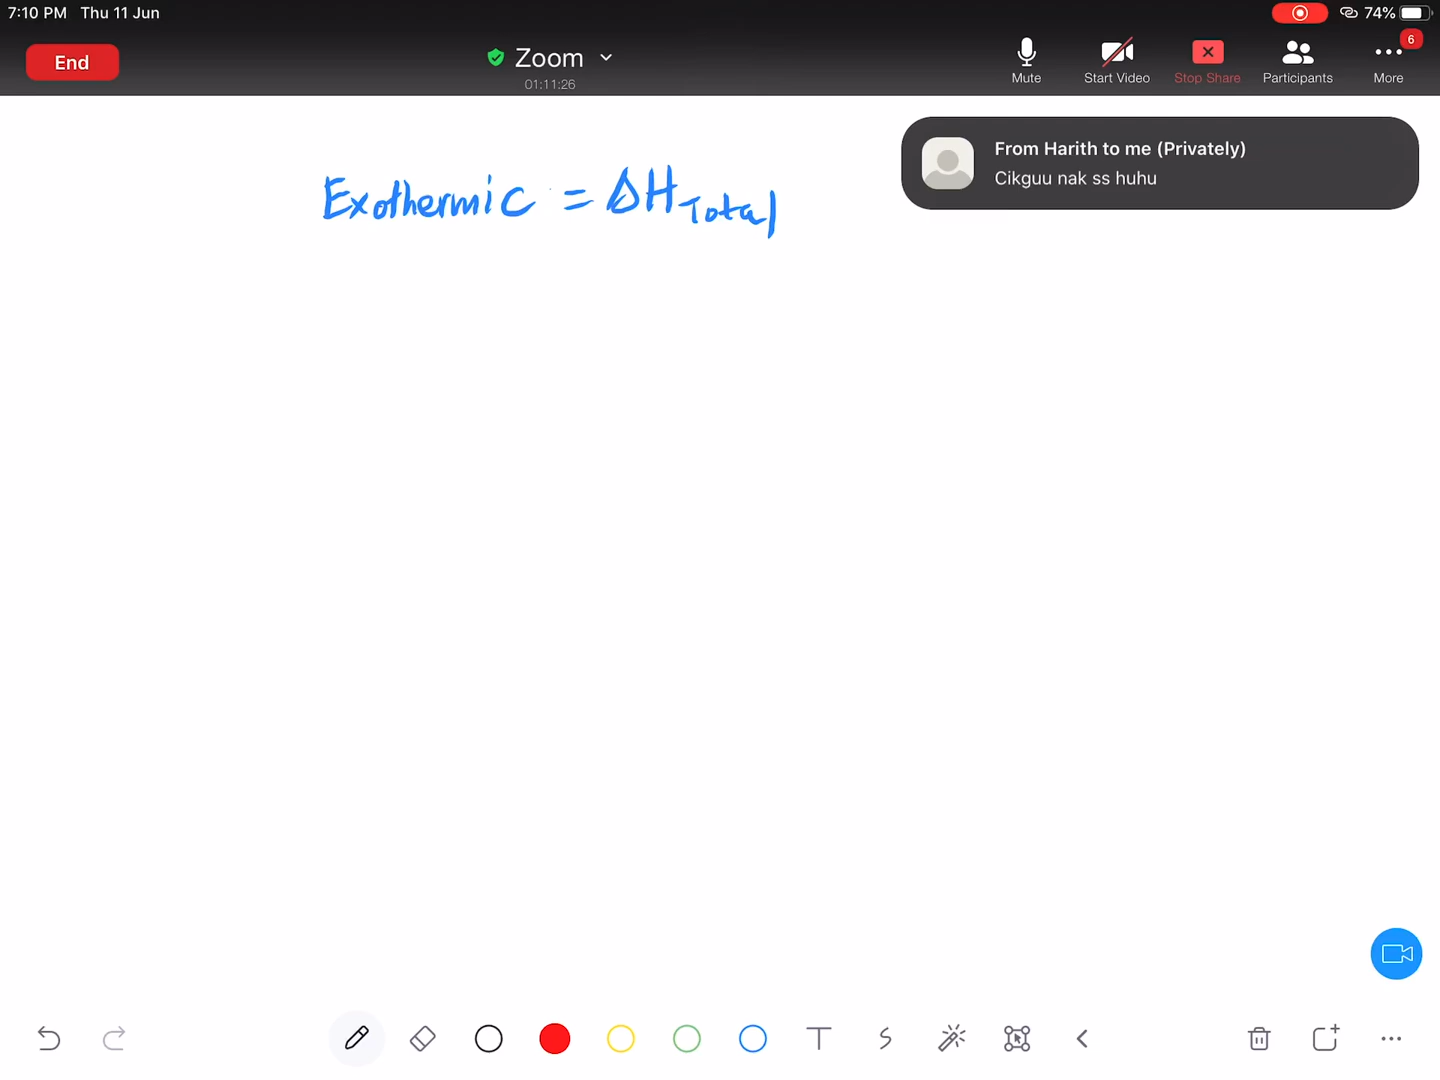 7:10 PM Thu 11 Jun
74%
End
Zoom
01:11:26
Mute
Start Video
Stop Share
Participants
More
6
From Harith to me (Privately)
Cikguu nak ss huhu
Exothermic = ΔH Total
T